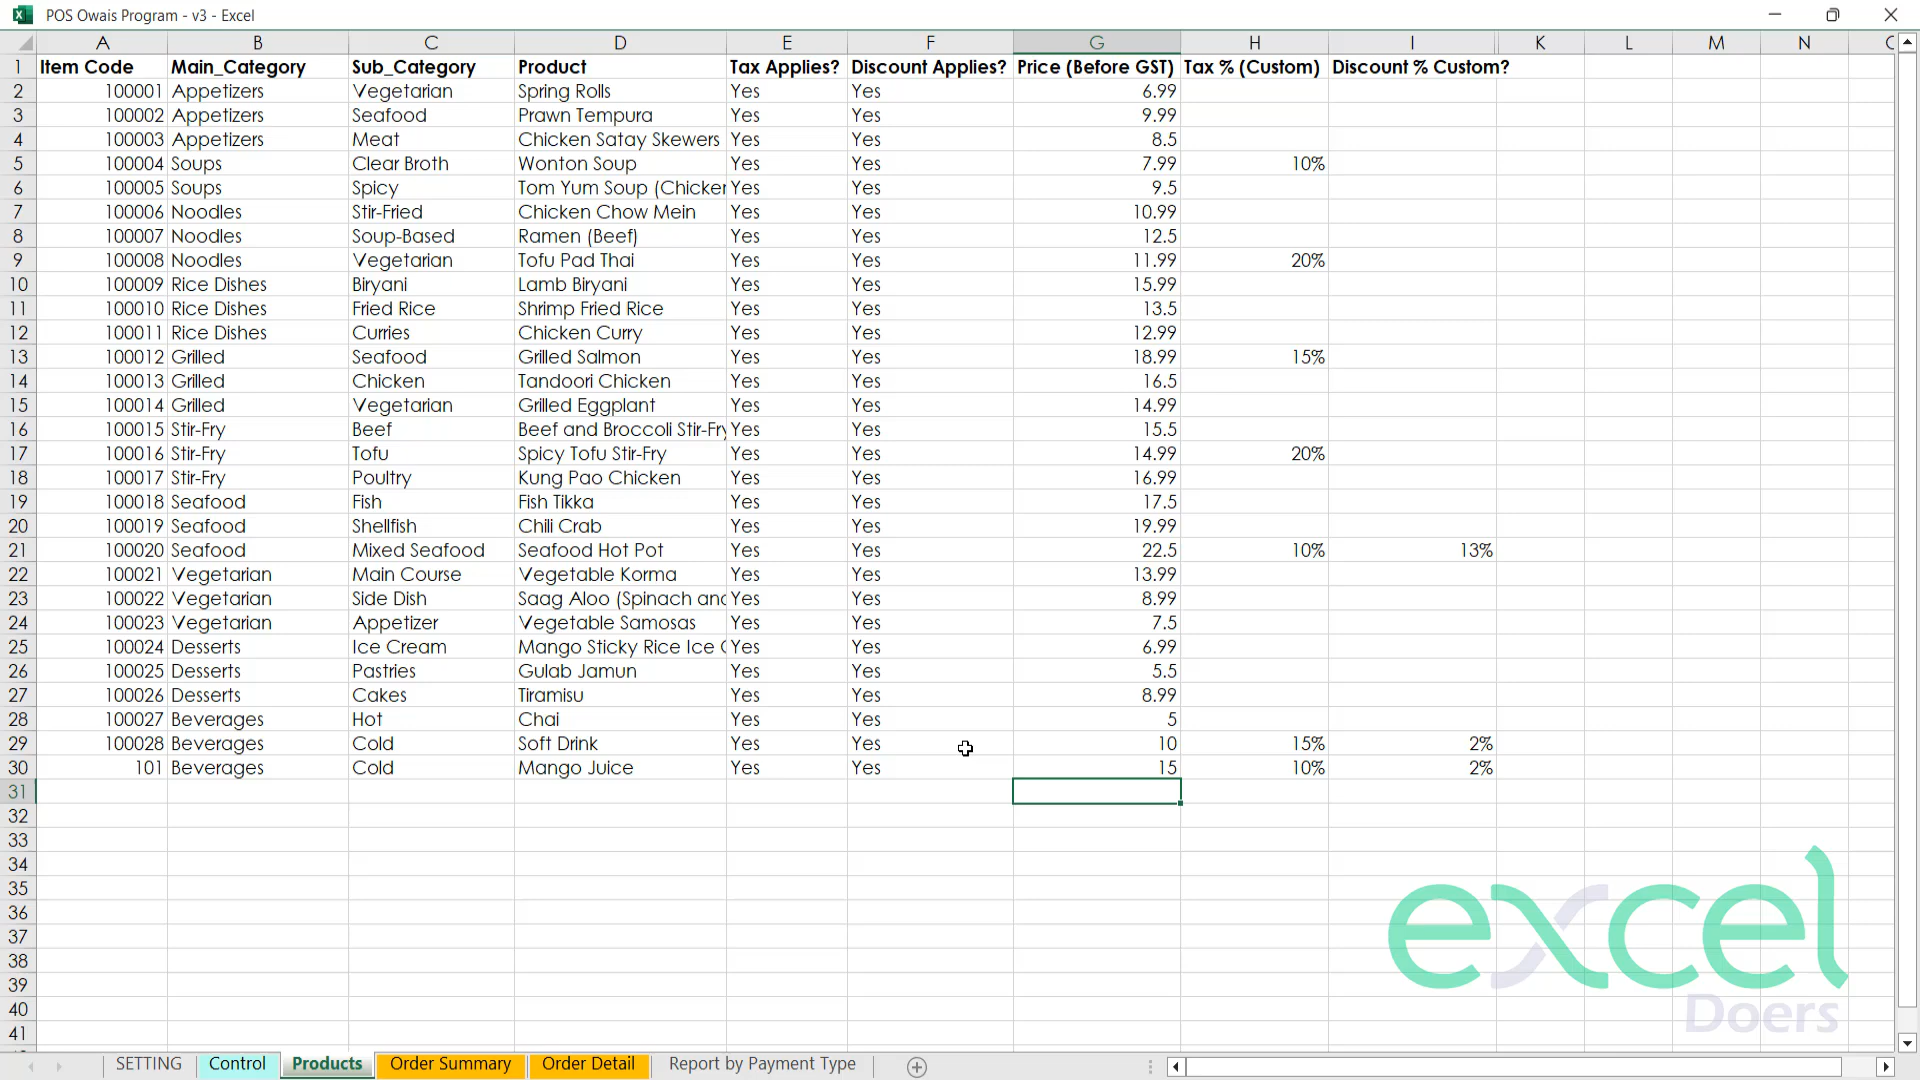 POS Owais Program - v3 - Excel
A B C D E F G H I K L M N
1 Item Code Main_Category Sub_Category Product Tax Applies? Discount Applies? Price (Before GST) Tax % (Custom) Discount % Custom?
2 100001 Appetizers Vegetarian Spring Rolls Yes Yes 6.99
3 100002 Appetizers Seafood Prawn Tempura Yes Yes 9.99
4 100003 Appetizers Meat Chicken Satay Skewers Yes Yes 8.5
5 100004 Soups Clear Broth Wonton Soup Yes Yes 7.99 10%
6 100005 Soups Spicy Tom Yum Soup (Chicken Yes Yes 9.5
7 100006 Noodles Stir-Fried Chicken Chow Mein Yes Yes 10.99
8 100007 Noodles Soup-Based Ramen (Beef) Yes Yes 12.5
9 100008 Noodles Vegetarian Tofu Pad Thai Yes Yes 11.99 20%
10 100009 Rice Dishes Biryani Lamb Biryani Yes Yes 15.99
11 100010 Rice Dishes Fried Rice Shrimp Fried Rice Yes Yes 13.5
12 100011 Rice Dishes Curries Chicken Curry Yes Yes 12.99
13 100012 Grilled Seafood Grilled Salmon Yes Yes 18.99 15%
14 100013 Grilled Chicken Tandoori Chicken Yes Yes 16.5
15 100014 Grilled Vegetarian Grilled Eggplant Yes Yes 14.99
16 100015 Stir-Fry Beef Beef and Broccoli Stir-Fry Yes Yes 15.5
17 100016 Stir-Fry Tofu Spicy Tofu Stir-Fry Yes Yes 14.99 20%
18 100017 Stir-Fry Poultry Kung Pao Chicken Yes Yes 16.99
19 100018 Seafood Fish Fish Tikka Yes Yes 17.5
20 100019 Seafood Shellfish Chili Crab Yes Yes 19.99
21 100020 Seafood Mixed Seafood Seafood Hot Pot Yes Yes 22.5 10% 13%
22 100021 Vegetarian Main Course Vegetable Korma Yes Yes 13.99
23 100022 Vegetarian Side Dish Saag Aloo (Spinach and Yes Yes 8.99
24 100023 Vegetarian Appetizer Vegetable Samosas Yes Yes 7.5
25 100024 Desserts Ice Cream Mango Sticky Rice Ice Yes Yes 6.99
26 100025 Desserts Pastries Gulab Jamun Yes Yes 5.5
27 100026 Desserts Cakes Tiramisu Yes Yes 8.99
28 100027 Beverages Hot Chai Yes Yes 5
29 100028 Beverages Cold Soft Drink Yes Yes 10 15% 2%
30 101 Beverages Cold Mango Juice Yes Yes 15 10% 2%
31
32
33
34
35
36
37
38
39
40
41
excel
Doers
SETTING Control Products Order Summary Order Detail Report by Payment Type